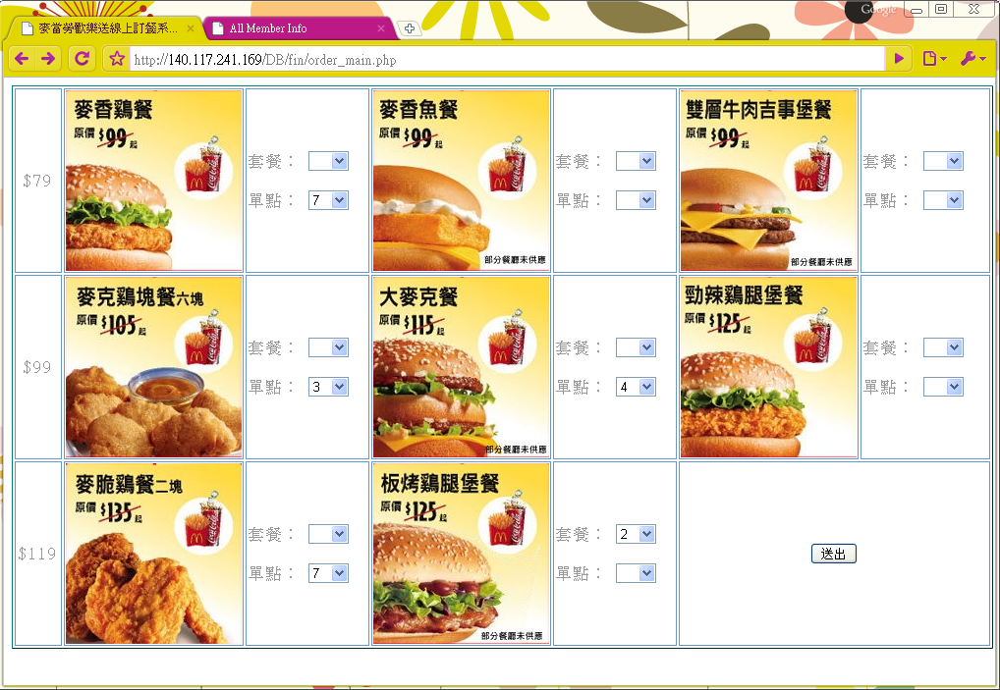 Google
麥當勞歡樂送線上訂餐系...
All Member Info
http://140.117.241.169/DB/fin/order_main.php
$79
麥香鷄餐
原價 $99 起
套餐：
單點： 7
麥香魚餐
原價 $99 起
部分餐廳未供應
套餐：
單點：
雙層牛肉吉事堡餐
原價 $99 起
部分餐廳未供應
套餐：
單點：
$99
麥克鷄塊餐六塊
原價 $105 起
套餐：
單點： 3
大麥克餐
原價 $115 起
部分餐廳未供應
套餐：
單點： 4
勁辣鷄腿堡餐
原價 $125 起
套餐：
單點：
$119
麥脆鷄餐二塊
原價 $135 起
套餐：
單點： 7
板烤鷄腿堡餐
原價 $125 起
部分餐廳未供應
套餐： 2
單點：
送出